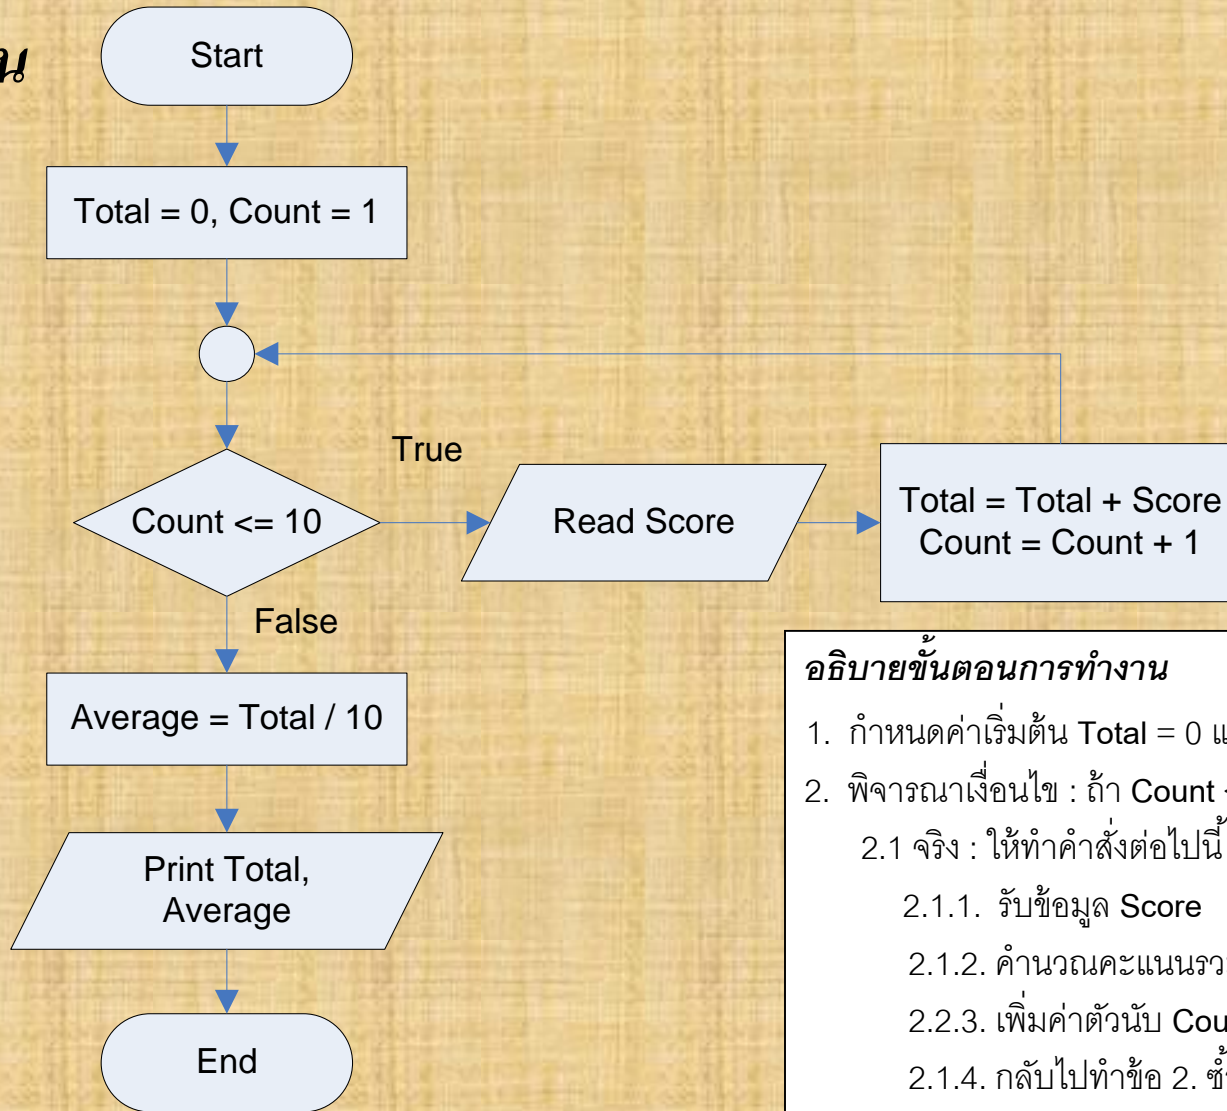 Start
Total = 0, Count = 1
Count <= 10
True
Read Score
Total = Total + Score
Count = Count + 1
False
Average = Total / 10
Print Total,
Average
End
อธิบายขั้นตอนการทำงาน
1. กำหนดค่าเริ่มต้น Total = 0
2. พิจารณาเงื่อนไข : ถ้า Count
2.1 จริง : ให้ทำคำสั่งต่อไปนี้
2.1.1. รับข้อมูล Score
2.1.2. คำนวณคะแนน
2.2.3. เพิ่มค่าตัวนับ
2.1.4. กลับไปทำข้อ 2.